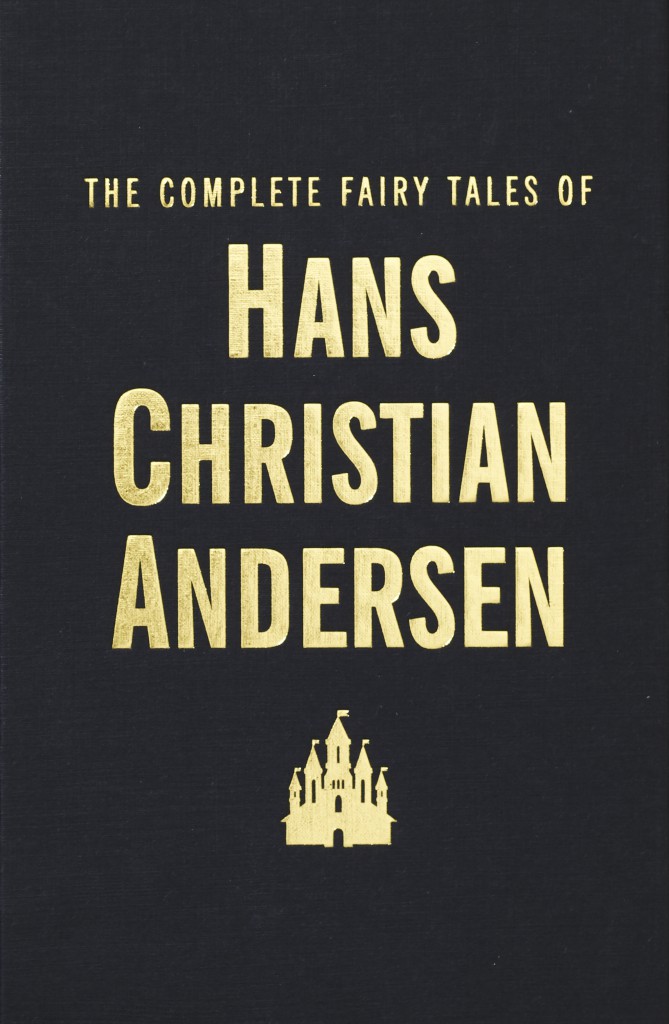 THE COMPLETE FAIRY TALES OF
HANS
CHRISTIAN
ANDERSEN